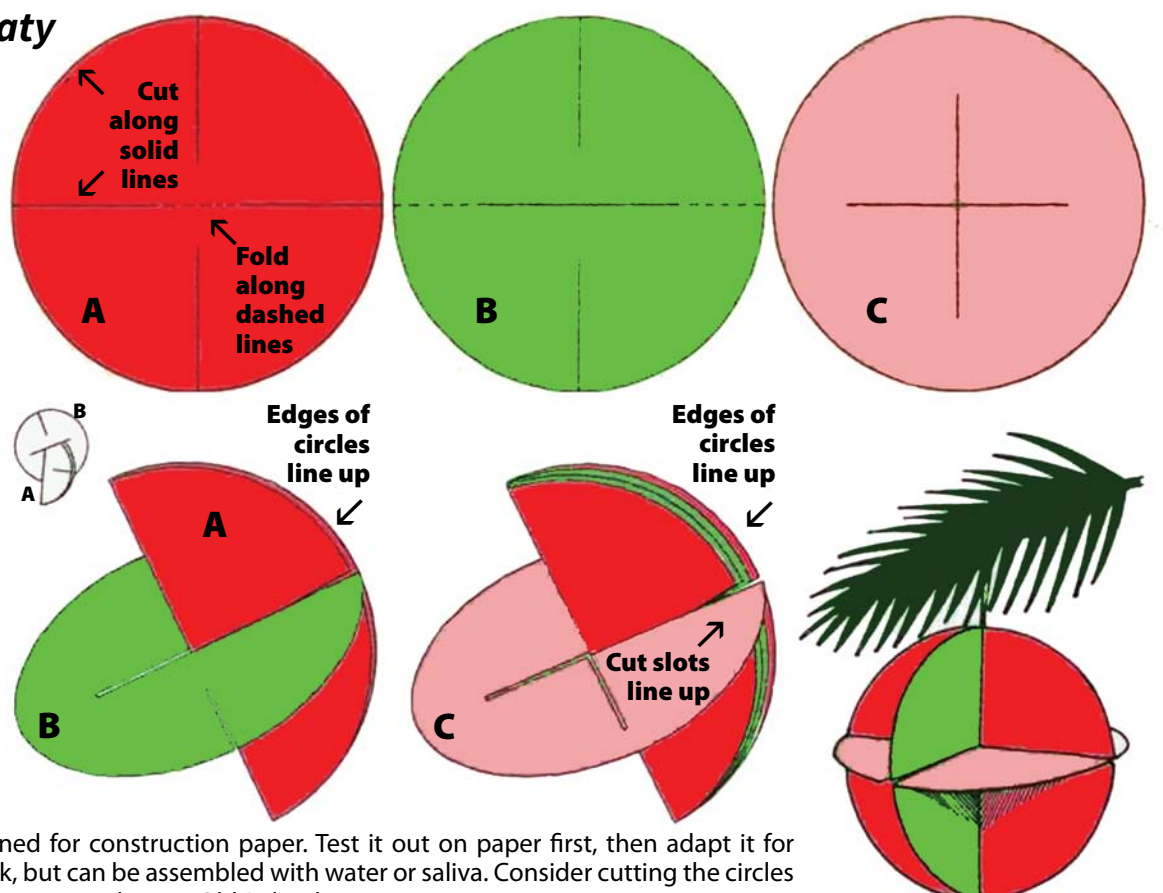 aty
Cut
along
solid
lines
Fold
along
dashed
lines
A
B
C
B
A
Edges of
circles
line up
A
B
Edges of
circles
line up
Cut slots
line up
C
ned for construction paper. Test it out on paper first, then adapt it for
k, but can be assembled with water or saliva. Consider cutting the circles